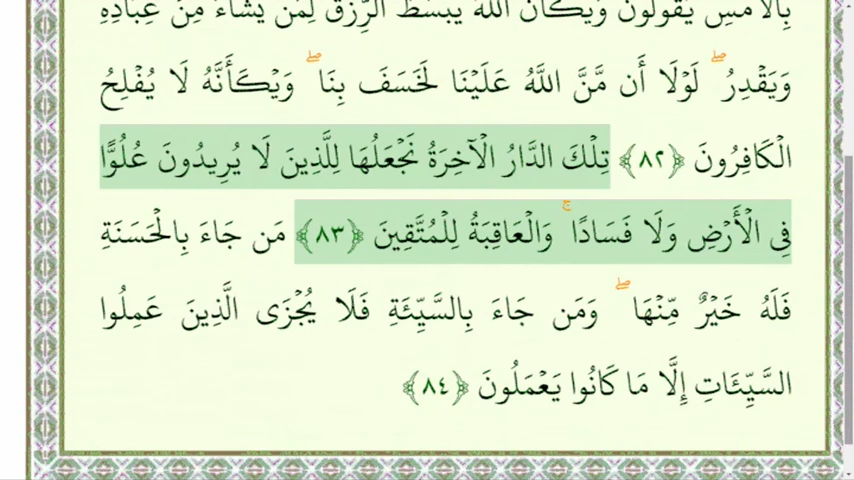 بِالْأَمْسِ يَقُولُونَ وَيْكَأَنَّ اللَّهَ يَبْسُطُ الرِّزْقَ لِمَن يَشَاءُ مِنْ عِبَادِهِ
وَيَقْدِرُ ۖ لَوْلَا أَن مَّنَّ اللَّهُ عَلَيْنَا لَخَسَفَ بِنَا ۖ وَيْكَأَنَّهُ لَا يُفْلِحُ
الْكَافِرُونَ ﴿٨٢﴾ تِلْكَ الدَّارُ الْآخِرَةُ نَجْعَلُهَا لِلَّذِينَ لَا يُرِيدُونَ عُلُوًّا
فِي الْأَرْضِ وَلَا فَسَادًا ۚ وَالْعَاقِبَةُ لِلْمُتَّقِينَ ﴿٨٣﴾ مَن جَاءَ بِالْحَسَنَةِ
فَلَهُ خَيْرٌ مِّنْهَا ۖ وَمَن جَاءَ بِالسَّيِّئَةِ فَلَا يُجْزَى الَّذِينَ عَمِلُوا
السَّيِّئَاتِ إِلَّا مَا كَانُوا يَعْمَلُونَ ﴿٨٤﴾